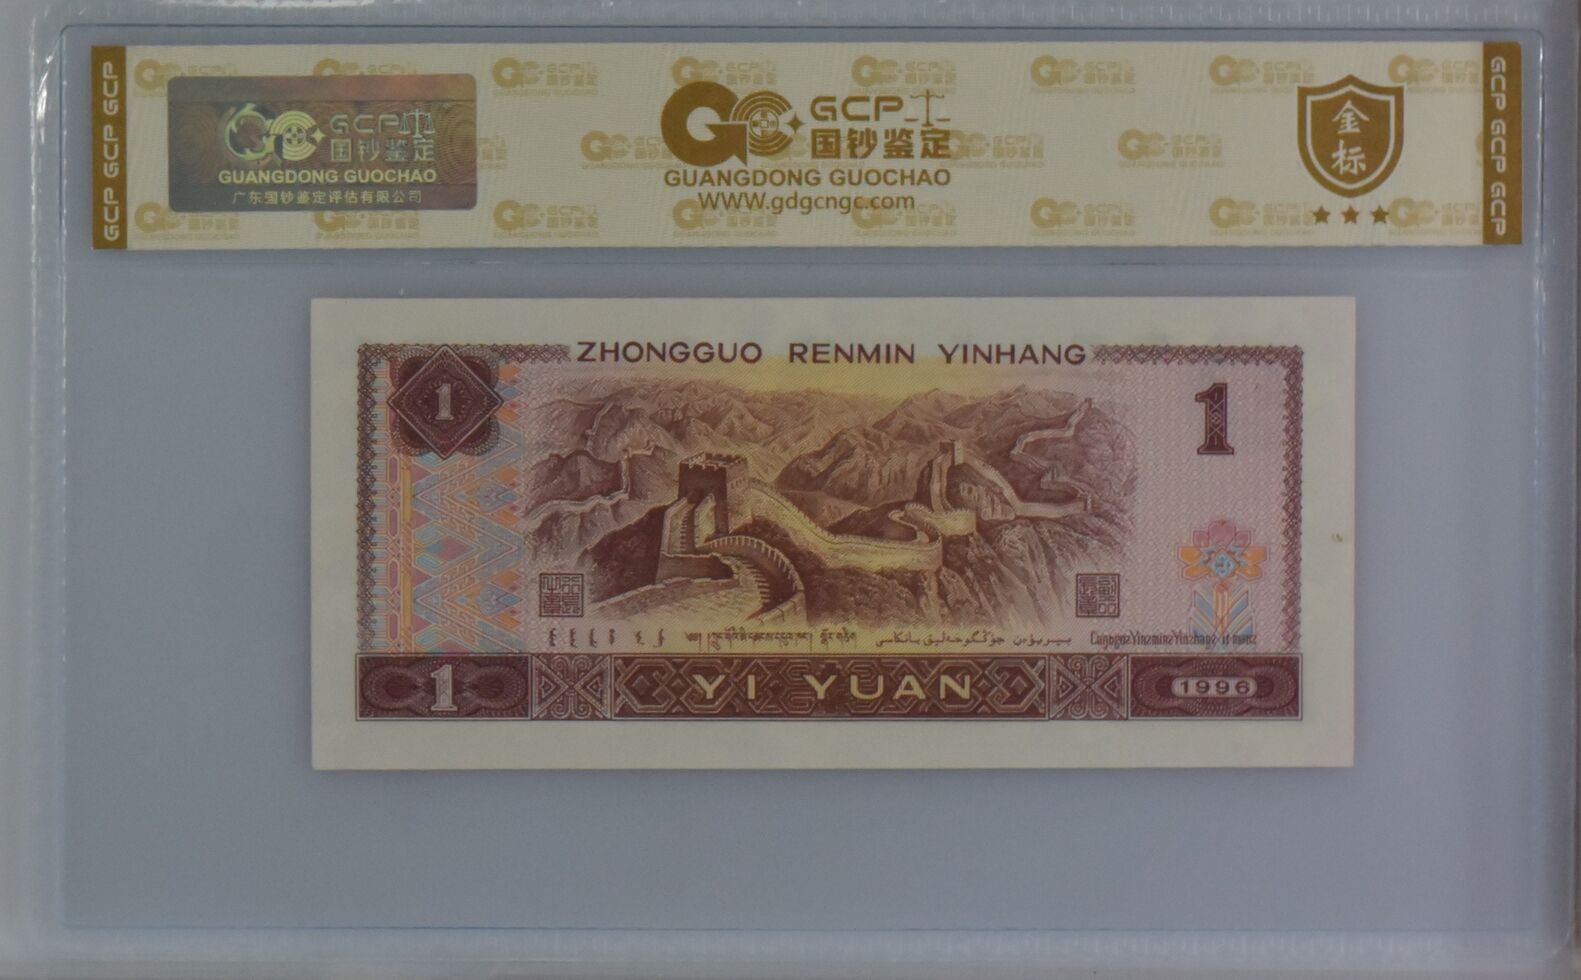 GCP GCP GCP
GCP
国钞鉴定
GUANGDONG GUOCHAO
广东国钞鉴定评估有限公司
GCP
国钞鉴定
GUANGDONG GUOCHAO
WWW.gdgcngc.com
金标
GCP GCP GCP
ZHONGGUO RENMIN YINHANG
1
1
1
YI YUAN
1996